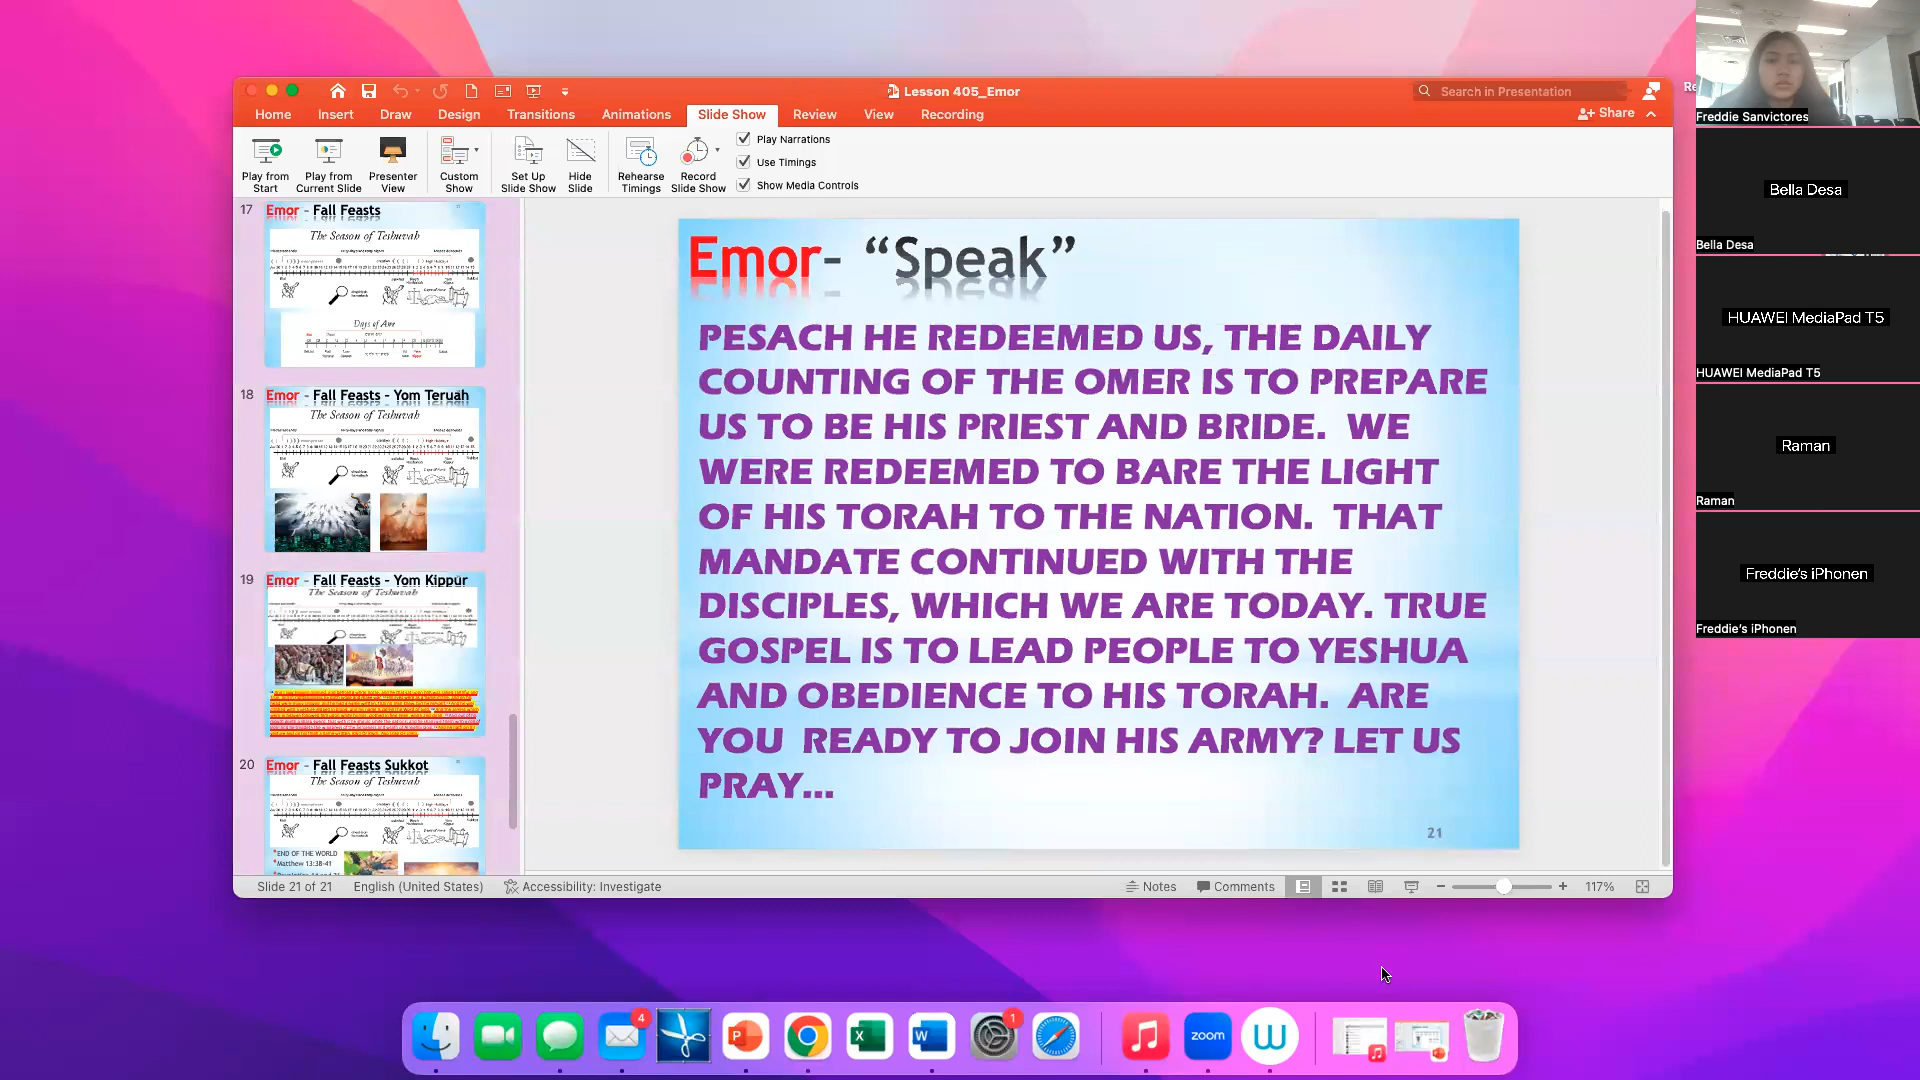 Lesson 405_Emor
Search in Presentation
Home Insert Draw Design Transitions Animations Slide Show Review View Recording
Share
Play from Start
Play from Current Slide
Presenter View
Custom Show
Set Up Slide Show
Hide Slide
Rehearse Timings
Record Slide Show
Play Narrations
Use Timings
Show Media Controls
17
Emor - Fall Feasts
The Season of Teshuvah
Days of Awe
18
Emor - Fall Feasts - Yom Teruah
The Season of Teshuvah
19
Emor - Fall Feasts - Yom Kippur
The Season of Teshuvah
20
Emor - Fall Feasts Sukkot
The Season of Teshuvah
*END OF THE WORLD
*Matthew 13:38-41
Emor- “Speak”
PESACH HE REDEEMED US, THE DAILY
COUNTING OF THE OMER IS TO PREPARE
US TO BE HIS PRIEST AND BRIDE. WE
WERE REDEEMED TO BARE THE LIGHT
OF HIS TORAH TO THE NATION. THAT
MANDATE CONTINUED WITH THE
DISCIPLES, WHICH WE ARE TODAY. TRUE
GOSPEL IS TO LEAD PEOPLE TO YESHUA
AND OBEDIENCE TO HIS TORAH. ARE
YOU READY TO JOIN HIS ARMY? LET US
PRAY...
21
Slide 21 of 21
English (United States)
Accessibility: Investigate
Notes
Comments
117%
Freddie Sanvictores
Bella Desa
Bella Desa
HUAWEI MediaPad T5
HUAWEI MediaPad T5
Raman
Raman
Freddie's iPhonen
Freddie's iPhonen
4
1
zoom